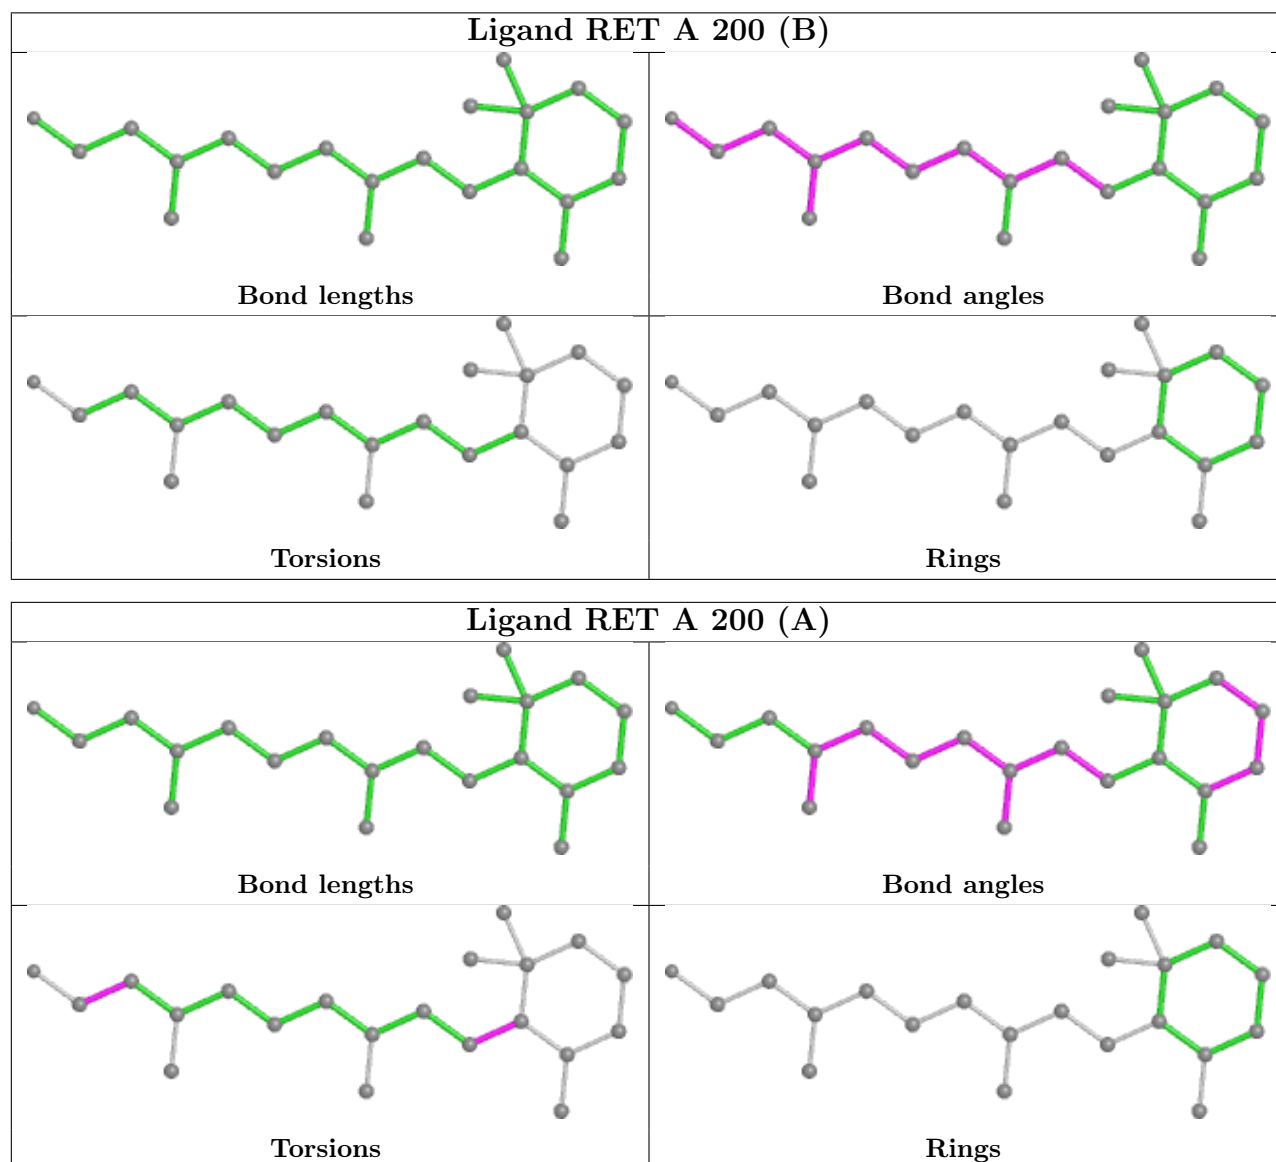 Ligand RET A 200 (B)
Bond lengths
Bond angles
Torsions
Rings
Ligand RET A 200 (A)
Bond lengths
Bond angles
Torsions
Rings